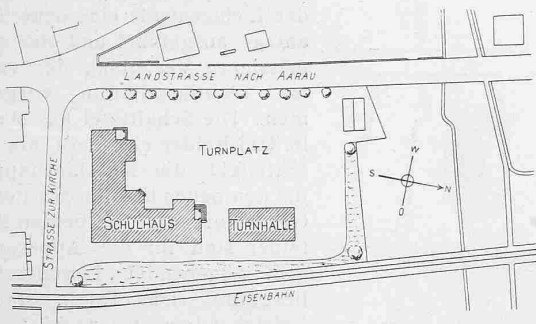 LANDSTRASSE NACH AARAU
TURNPLATZ
W
S
N
O
SCHULHAUS
TURNHALLE
STRASSE ZUR KIRCHE
EISENBAHN